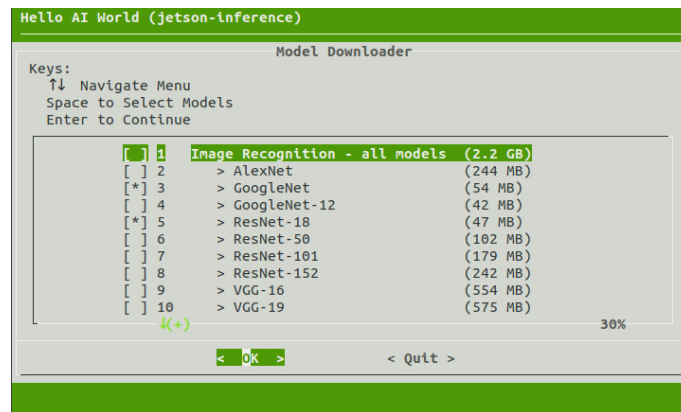 Hello AI World (jetson-inference)
Model Downloader
Keys:
↑↓ Navigate Menu
Space to Select Models
Enter to Continue
[ ] 1 Image Recognition - all models (2.2 GB)
[ ] 2 > AlexNet (244 MB)
[*] 3 > GoogleNet (54 MB)
[ ] 4 > GoogleNet-12 (42 MB)
[*] 5 > ResNet-18 (47 MB)
[ ] 6 > ResNet-50 (102 MB)
[ ] 7 > ResNet-101 (179 MB)
[ ] 8 > ResNet-152 (242 MB)
[ ] 9 > VGG-16 (554 MB)
[ ] 10 > VGG-19 (575 MB)
↓(+) 30%
< OK > < Quit >